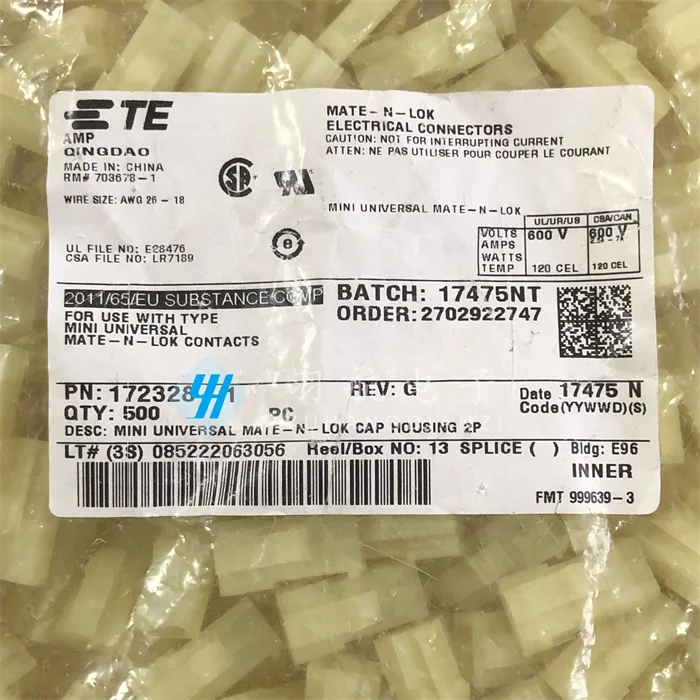 TE
AMP
QINGDAO
MADE IN: CHINA
RM# 703678-1
WIRE SIZE: AWG 26 - 18
UL FILE NO: E28476
CSA FILE NO: LR7189
MATE-N-LOK
ELECTRICAL CONNECTORS
CAUTION: NOT FOR INTERRUPTING CURRENT
ATTEN: NE PAS UTILISER POUR COUPER LE COURANT
MINI UNIVERSAL MATE-N-LOK
UL/UR/US CSA/CAN
VOLTS 600 V 600 V
AMPS 2.5A - 7A
WATTS
TEMP 120 CEL 120 CEL
2011/65/EU SUBSTANCE COMP
FOR USE WITH TYPE
MINI UNIVERSAL
MATE-N-LOK CONTACTS
BATCH: 17475NT
ORDER: 2702922747
PN: 172328 1 REV: G Date 17475 N
QTY: 500 PC Code(YYWWD)(S)
DESC: MINI UNIVERSAL MATE-N-LOK CAP HOUSING 2P
LT# (3S) 085222063056 Reel/Box NO: 13 SPLICE ( ) Bldg: E96
INNER
FMT 999639-3